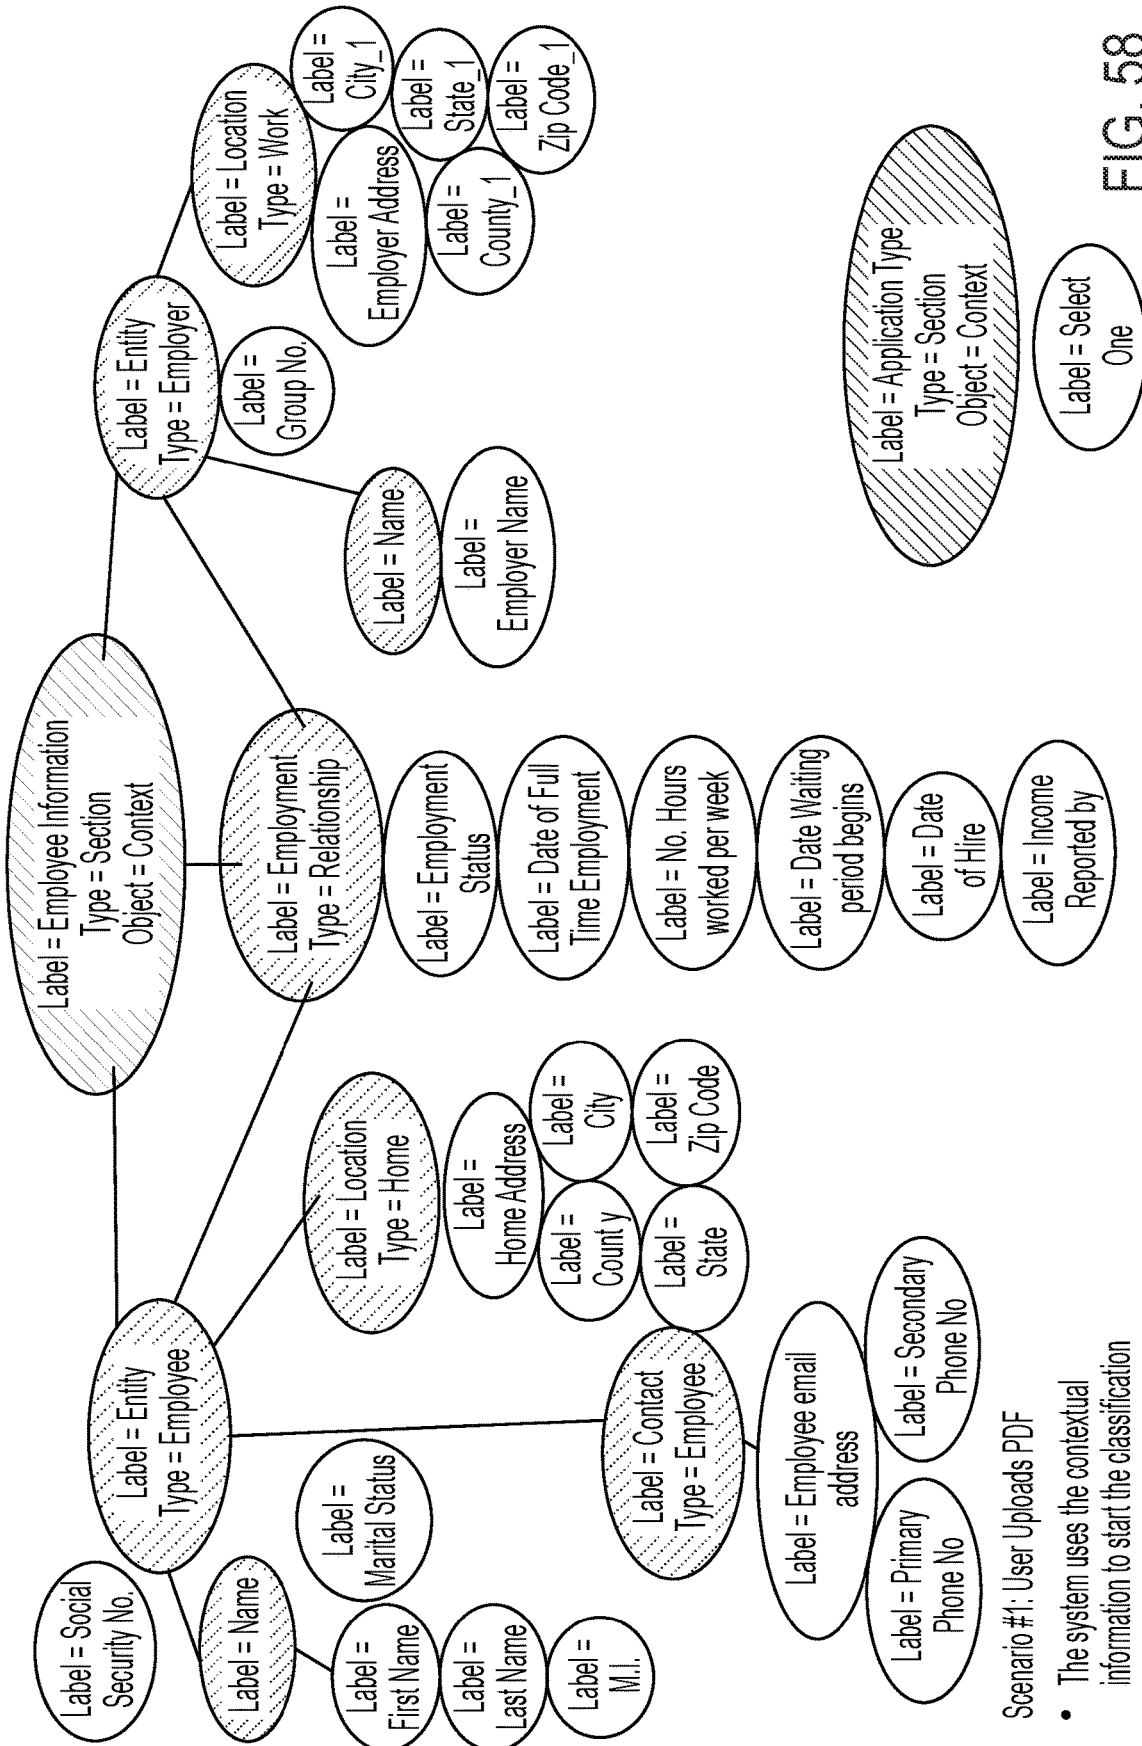 Label = Employee Information
Type = Section
Object = Context
Label = Social
Security No.
Label = Entity
Type = Employee
Label = Name
Label =
First Name
Label =
Last Name
Label =
M.I.
Label =
Marital Status
Label = Location
Type = Home
Label =
Home Address
Label =
County
Label =
City
Label =
State
Label =
Zip Code
Label = Contact
Type = Employee
Label = Employee email
address
Label = Primary
Phone No
Label = Secondary
Phone No
Label = Employment
Type = Relationship
Label = Employment
Status
Label = Date of Full
Time Employment
Label = No. Hours
worked per week
Label = Date Waiting
period begins
Label = Date
of Hire
Label = Income
Reported by
Label = Entity
Type = Employer
Label =
Group No.
Label = Name
Label =
Employer Name
Label = Location
Type = Work
Label =
Employer Address
Label =
City_1
Label =
County_1
Label =
State_1
Label =
Zip Code_1
Label = Application Type
Type = Section
Object = Context
Label = Select
One
Scenario #1: User Uploads PDF
• The system uses the contextual
information to start the classification
FIG. 58